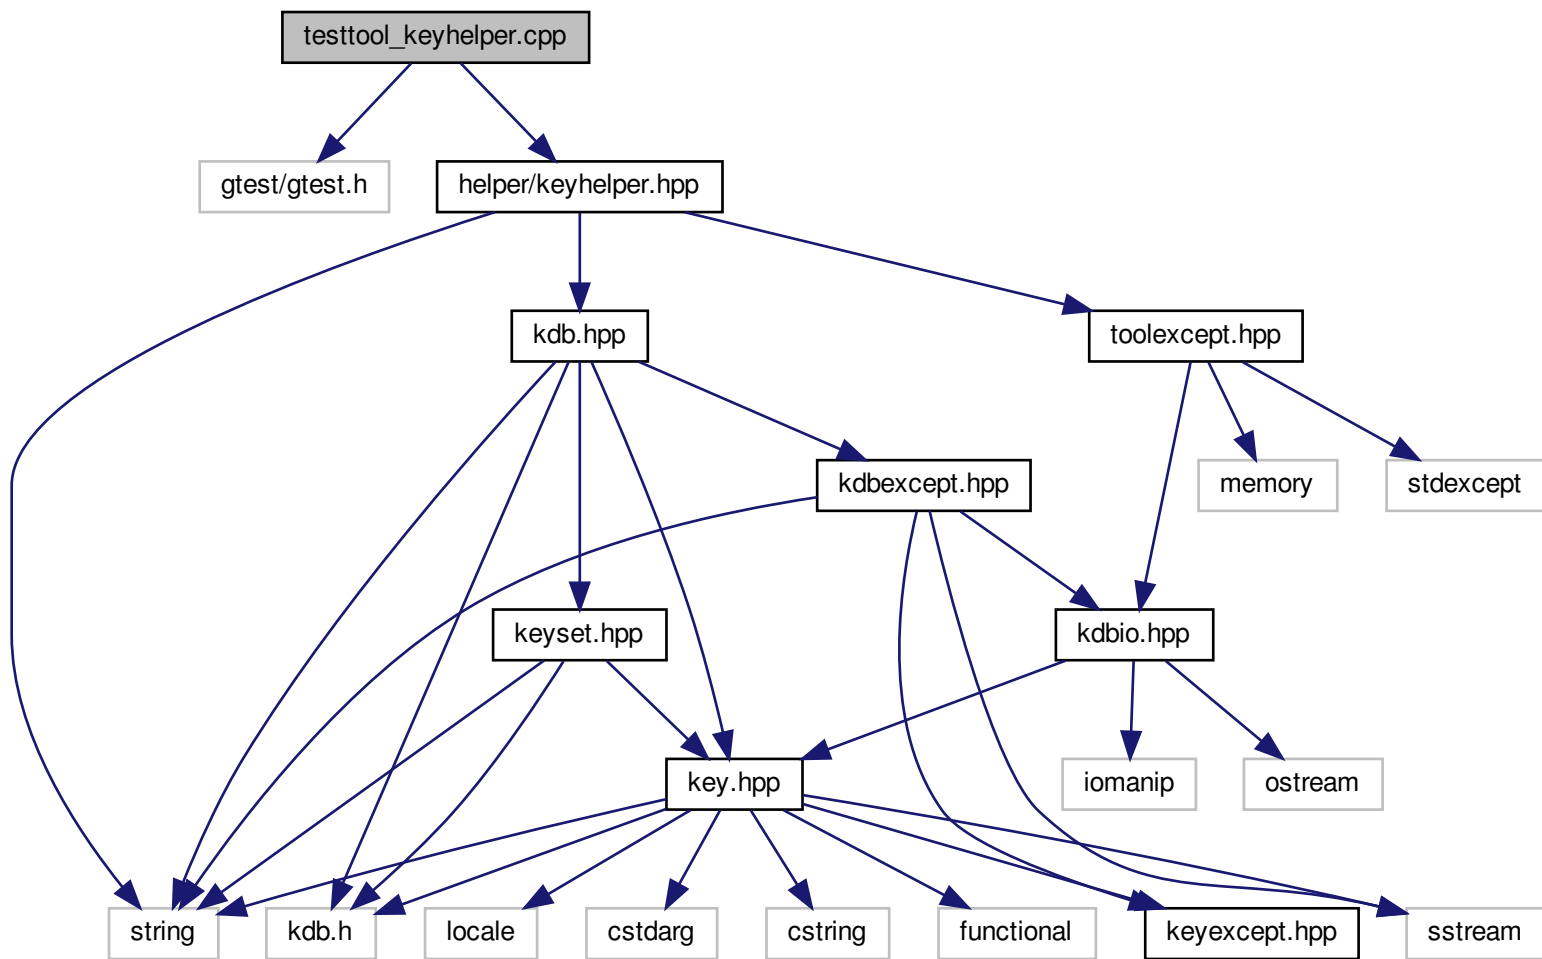 testtool_keyhelper.cpp
gtest/gtest.h
helper/keyhelper.hpp
kdb.hpp
toolexcept.hpp
kdbexcept.hpp
memory
stdexcept
keyset.hpp
kdbio.hpp
key.hpp
iomanip
ostream
string
kdb.h
locale
cstdarg
cstring
functional
keyexcept.hpp
sstream